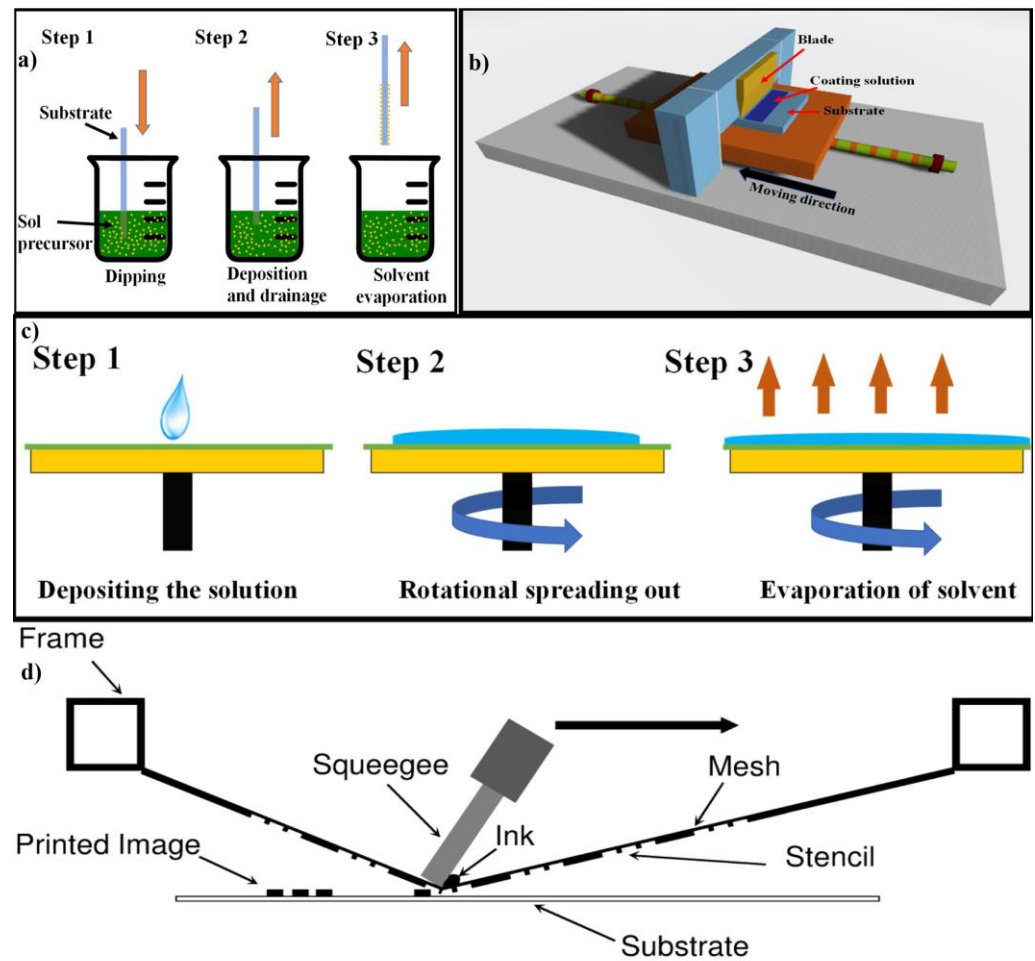 a)
Step 1
Step 2
Step 3
Substrate
Sol
precursor
Dipping
Deposition
and drainage
Solvent
evaporation
b)
Blade
Coating solution
Substrate
Moving direction
c)
Step 1
Step 2
Step 3
Depositing the solution
Rotational spreading out
Evaporation of solvent
d)
Frame
Squeegee
Ink
Mesh
Stencil
Printed Image
Substrate